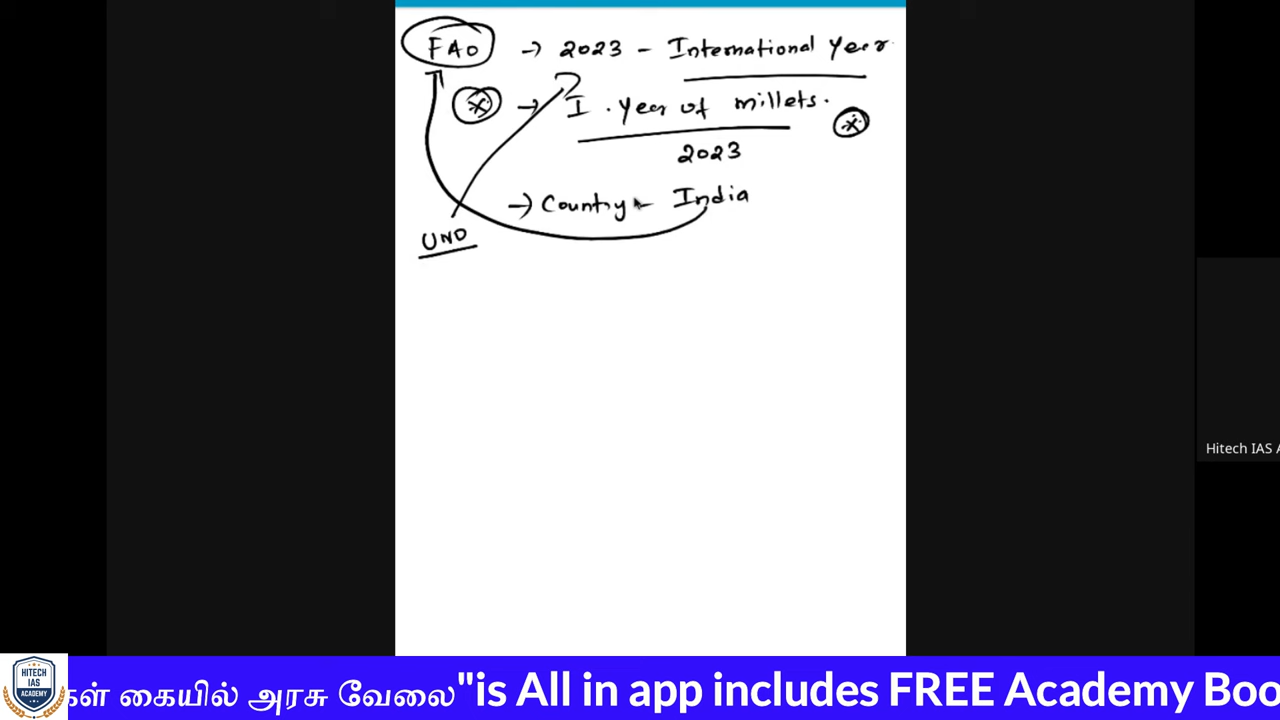 FAO → 2023 - International Year
→ I. Year of millets.
2023
→ Country - India
UNO
Hitech IAS A
HITECH
IAS
ACADEMY
கள் கையில் அரசு வேலை"is All in app includes FREE Academy Boo